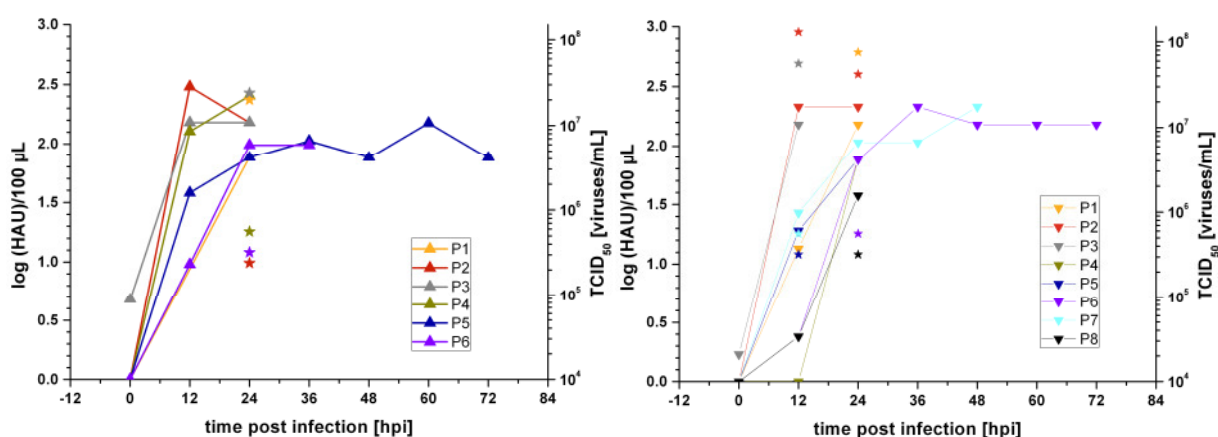 3.0
2.5
2.0
1.5
1.0
0.5
0.0
log (HAU)/100 µL
-12 0 12 24 36 48 60 72 84
time post infection [hpi]
10⁸
10⁷
10⁶
10⁵
10⁴
TCID₅₀ [viruses/mL]
P1
P2
P3
P4
P5
P6
3.0
2.5
2.0
1.5
1.0
0.5
0.0
log (HAU)/100 µL
-12 0 12 24 36 48 60 72 84
time post infection [hpi]
10⁸
10⁷
10⁶
10⁵
10⁴
TCID₅₀ [viruses/mL]
P1
P2
P3
P4
P5
P6
P7
P8